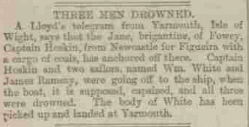 THREE MEN DROWNED.
A Lloyd's telegram from Yarmouth, Isle of
Wight, says that the Jane, brigantine, of Fowey,
Captain Hoskin, from Newcastle for Figueira with
a cargo of coals, has anchored off there. Captain
Hoskin and two sailors, named Wm. White and
James Ramsay, were going off to the ship, when
the boat, it is supposed, capsized, and all three
were drowned. The body of White has been
picked up and landed at Yarmouth.